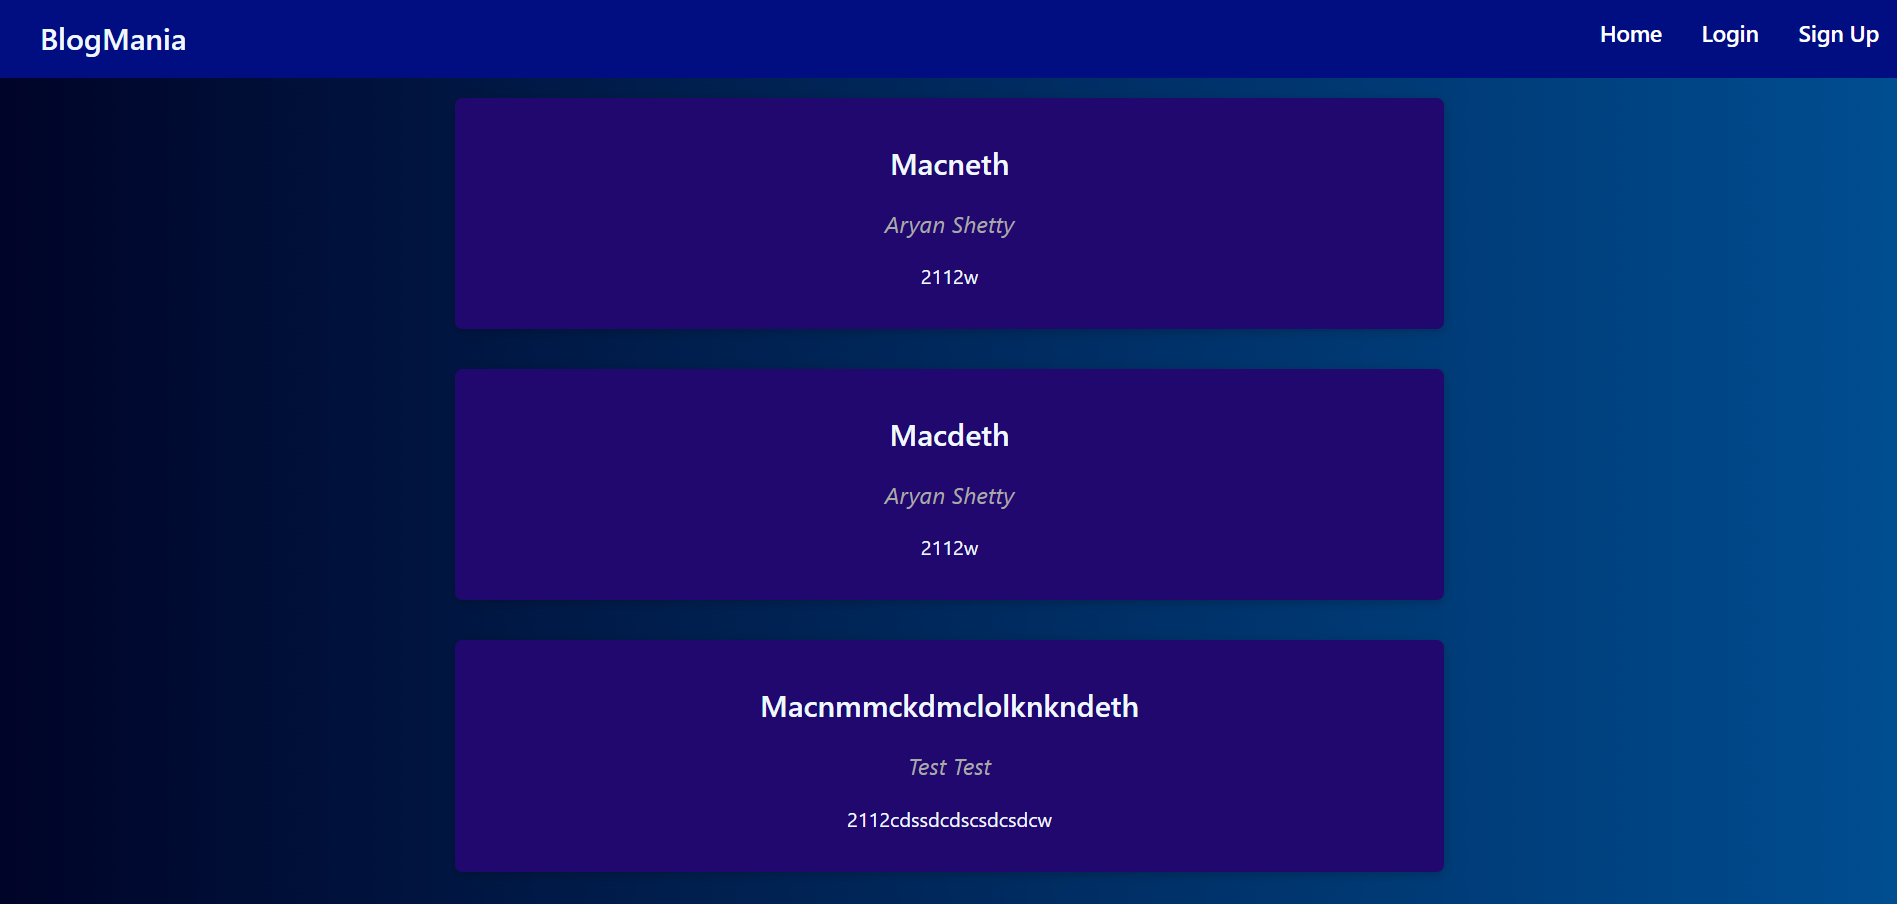 BlogMania
Home Login Sign Up
Macneth
Aryan Shetty
2112w
Macdeth
Aryan Shetty
2112w
Macnmmckdmclolknkndeth
Test Test
2112cdssdcdscsdcsdcw